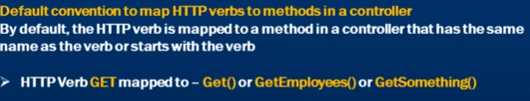 Default convention to map HTTP verbs to methods in a controller
By default, the HTTP verb is mapped to a method in a controller that has the same
name as the verb or starts with the verb
➢ HTTP Verb GET mapped to – Get() or GetEmployees() or GetSomething()